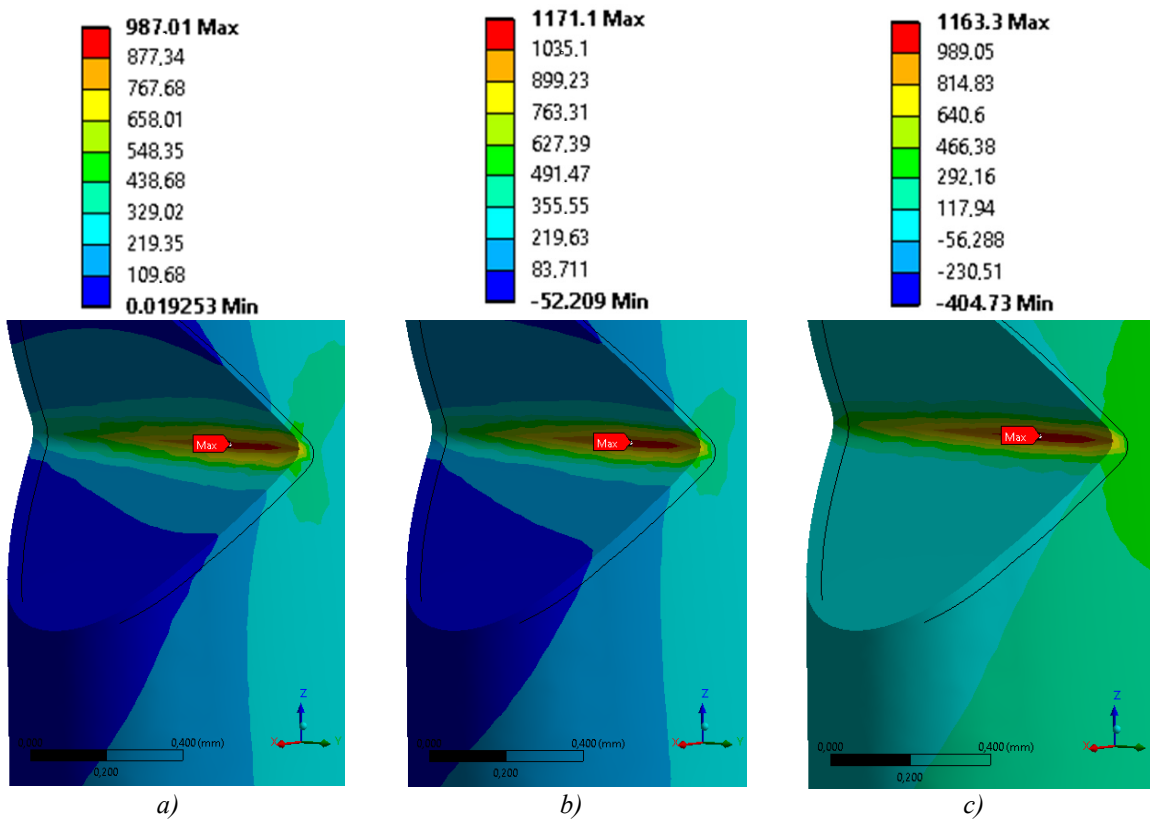 987.01 Max
877.34
767.68
658.01
548.35
438.68
329.02
219.35
109.68
0.019253 Min
1171.1 Max
1035.1
899.23
763.31
627.39
491.47
355.55
219.63
83.711
-52.209 Min
1163.3 Max
989.05
814.83
640.6
466.38
292.16
117.94
-56.288
-230.51
-404.73 Min
Max
Z
X
Y
0,000
0,400 (mm)
0,200
a)
Max
Z
X
Y
0,000
0,400 (mm)
0,200
b)
Max
Z
X
Y
0,000
0,400 (mm)
0,200
c)